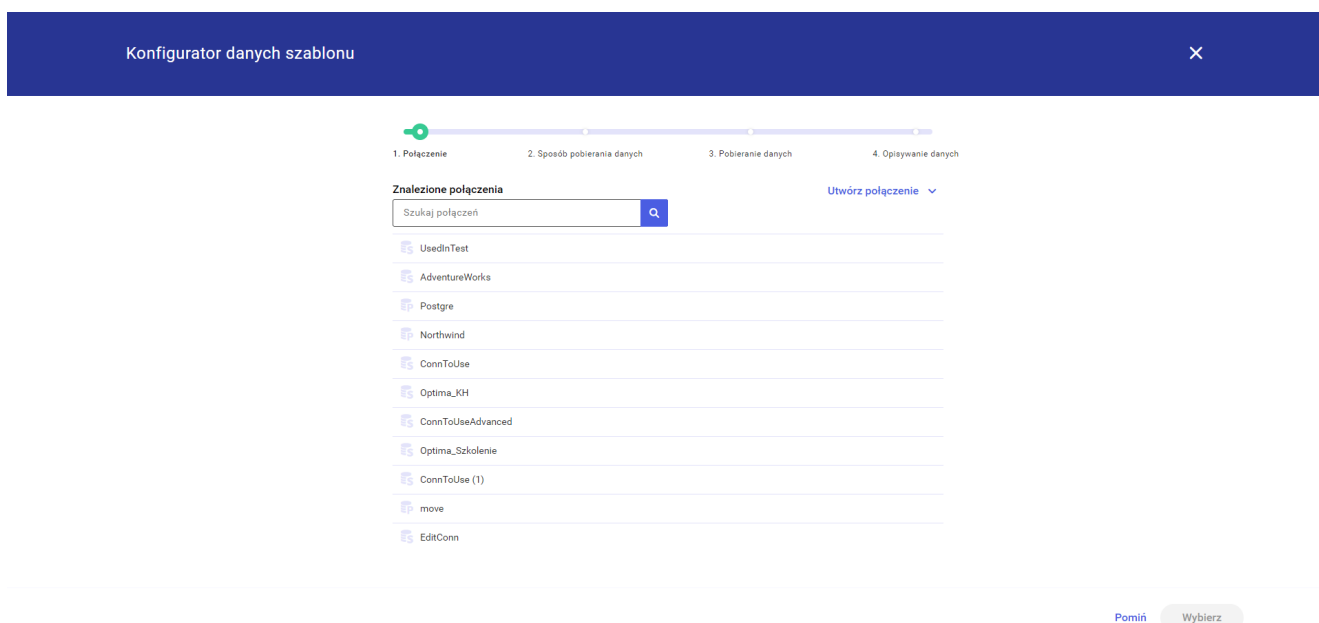 Konfigurator danych szablonu
1. Połączenie
2. Sposób pobierania danych
3. Pobieranie danych
4. Opisywanie danych
Znalezione połączenia
Utwórz połączenie
Szukaj połączeń
S UsedInTest
S AdventureWorks
P Postgre
P Northwind
S ConnToUse
S Optima_KH
S ConnToUseAdvanced
S Optima_Szkolenie
S ConnToUse (1)
P move
S EditConn
Pomiń
Wybierz